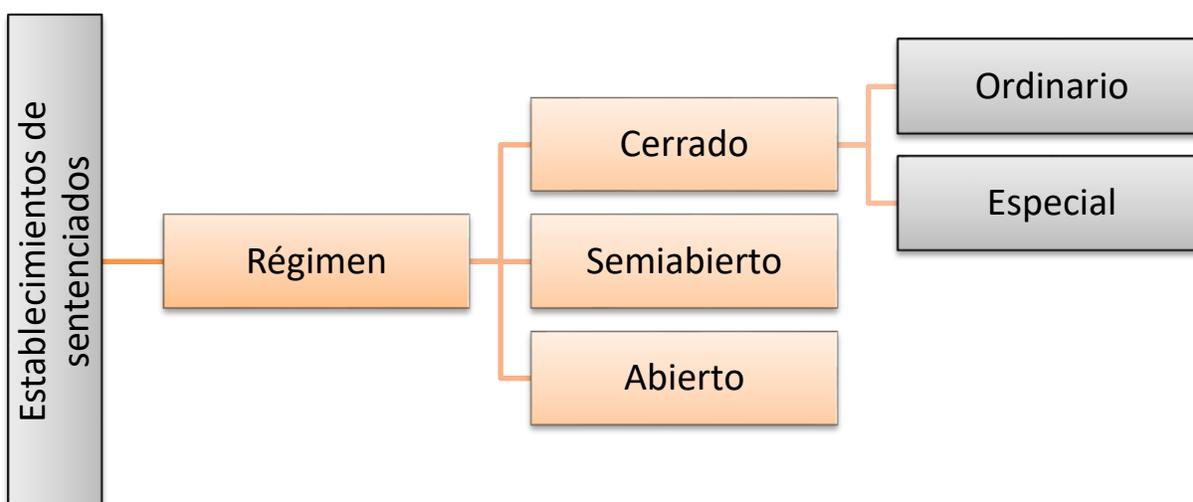 Establecimientos de
sentenciados
Régimen
Cerrado
Semiabierto
Abierto
Ordinario
Especial